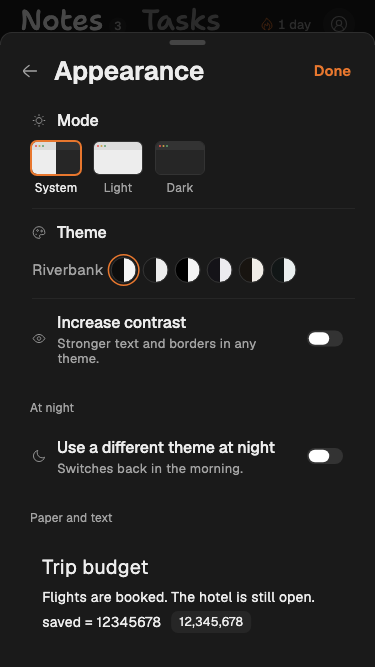 Notes 3 Tasks 1 day
Appearance Done
Mode
System Light Dark
Theme
Riverbank
Increase contrast
Stronger text and borders in any
theme.
At night
Use a different theme at night
Switches back in the morning.
Paper and text
Trip budget
Flights are booked. The hotel is still open.
saved = 12345678 12,345,678